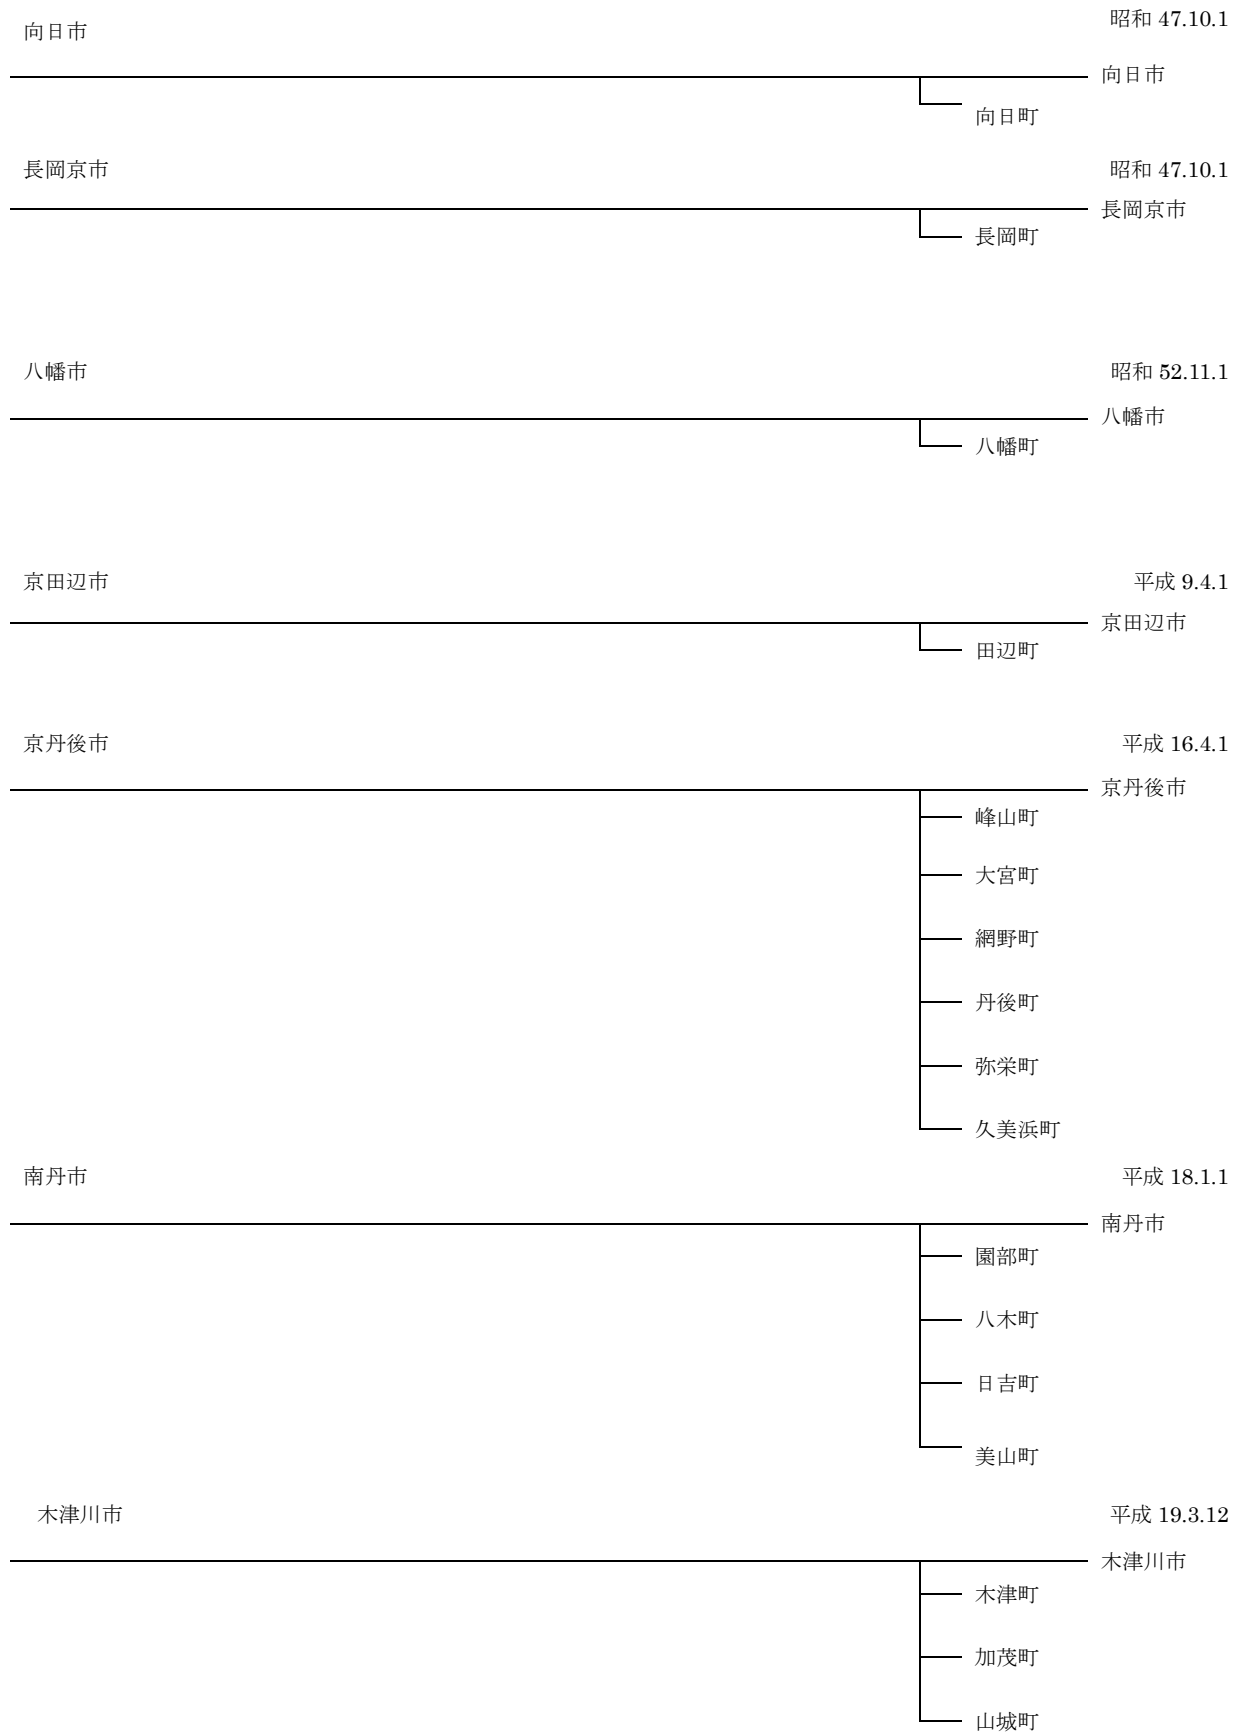 向日市 昭和 47.10.1
向日市
向日町
長岡京市 昭和 47.10.1
長岡京市
長岡町
八幡市 昭和 52.11.1
八幡市
八幡町
京田辺市 平成 9.4.1
京田辺市
田辺町
京丹後市 平成 16.4.1
京丹後市
峰山町
大宮町
網野町
丹後町
弥栄町
久美浜町
南丹市 平成 18.1.1
南丹市
園部町
八木町
日吉町
美山町
木津川市 平成 19.3.12
木津川市
木津町
加茂町
山城町